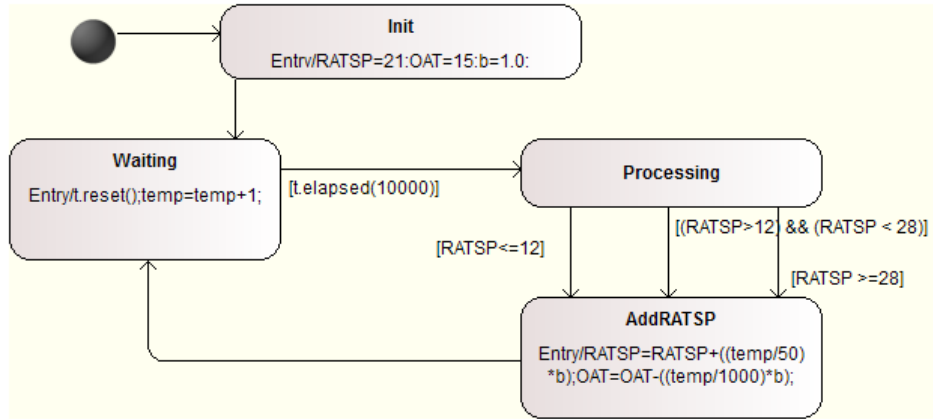 Init
Entry/RATSP=21;OAT=15;b=1.0;
Waiting
Entry/t.reset();temp=temp+1;
[t.elapsed(10000)]
Processing
[RATSP<=12]
[(RATSP>12) && (RATSP < 28)]
[RATSP >=28]
AddRATSP
Entry/RATSP=RATSP+((temp/50)
*b);OAT=OAT-((temp/1000)*b);